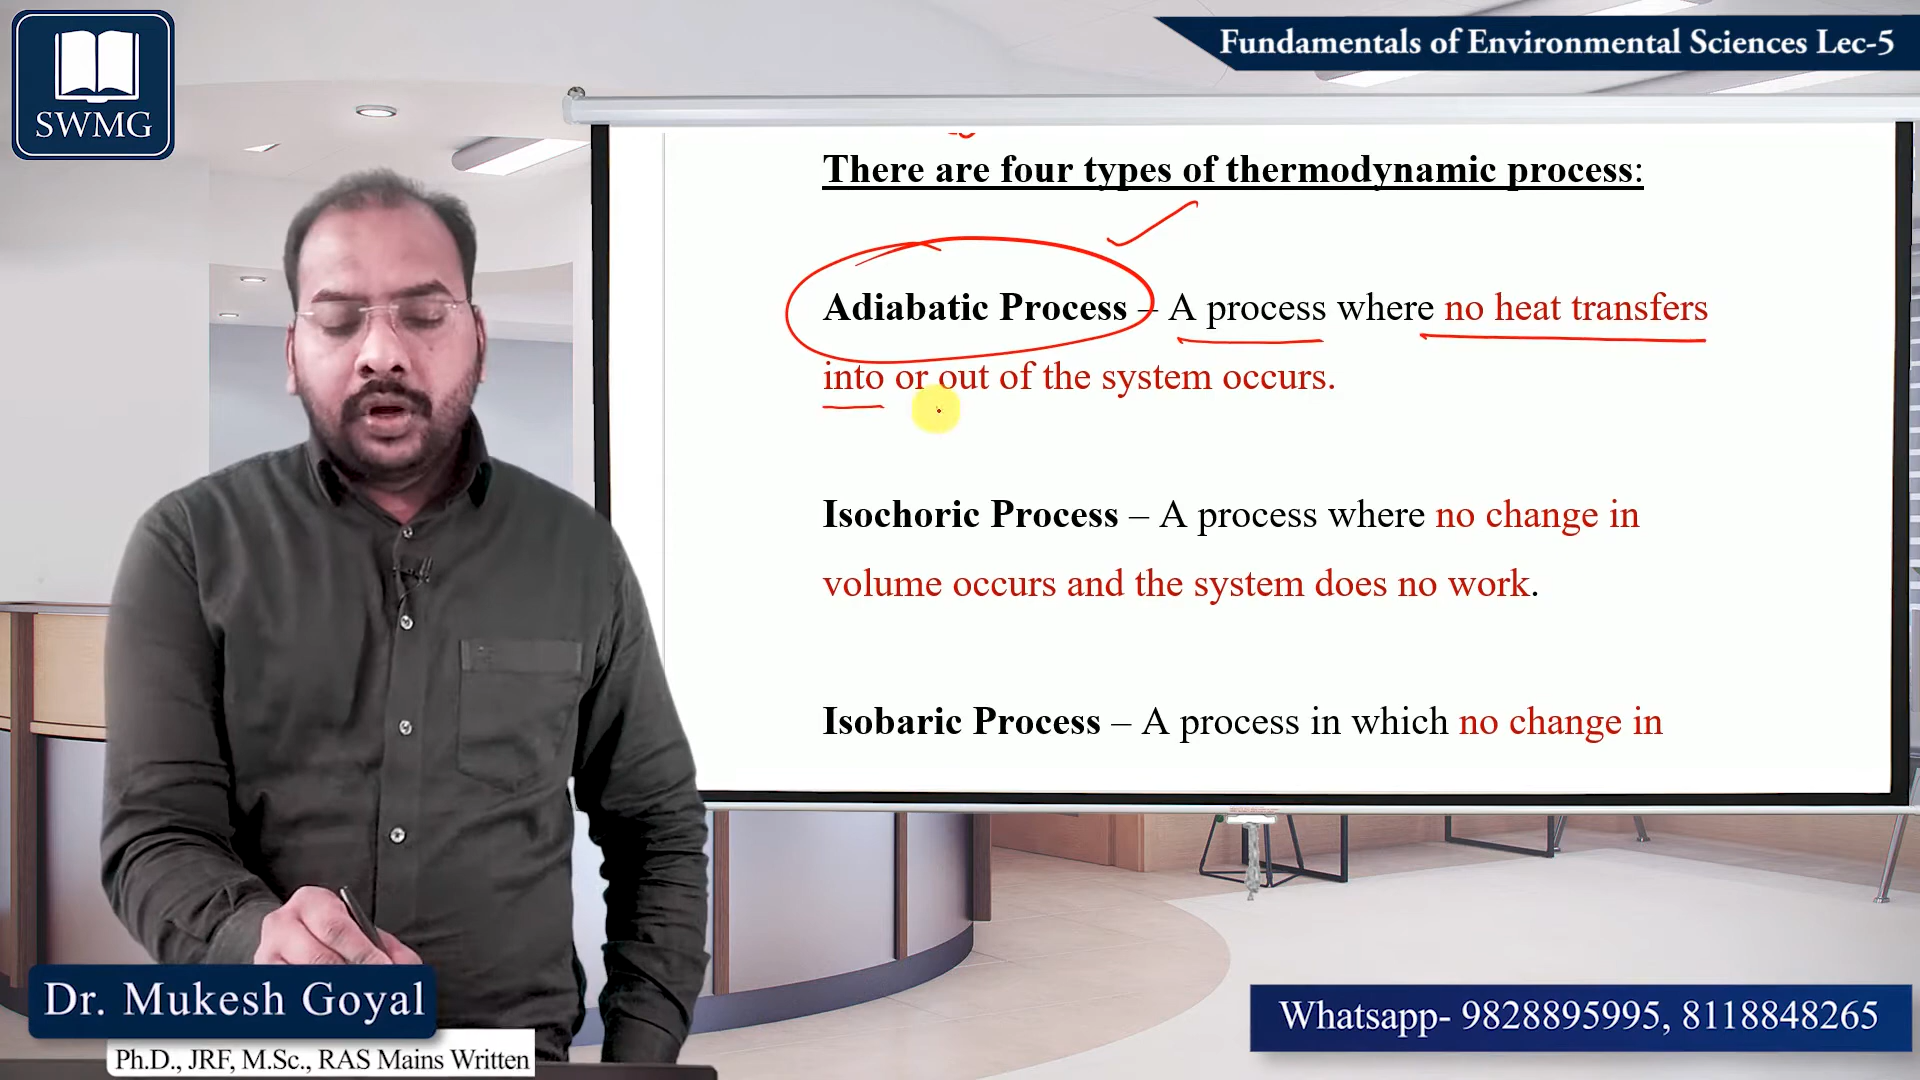 SWMG
Fundamentals of Environmental Sciences Lec-5
There are four types of thermodynamic process:
Adiabatic Process – A process where no heat transfers
into or out of the system occurs.
Isochoric Process – A process where no change in
volume occurs and the system does no work.
Isobaric Process – A process in which no change in
Dr. Mukesh Goyal
Ph.D., JRF, M.Sc., RAS Mains Written
Whatsapp- 9828895995, 8118848265